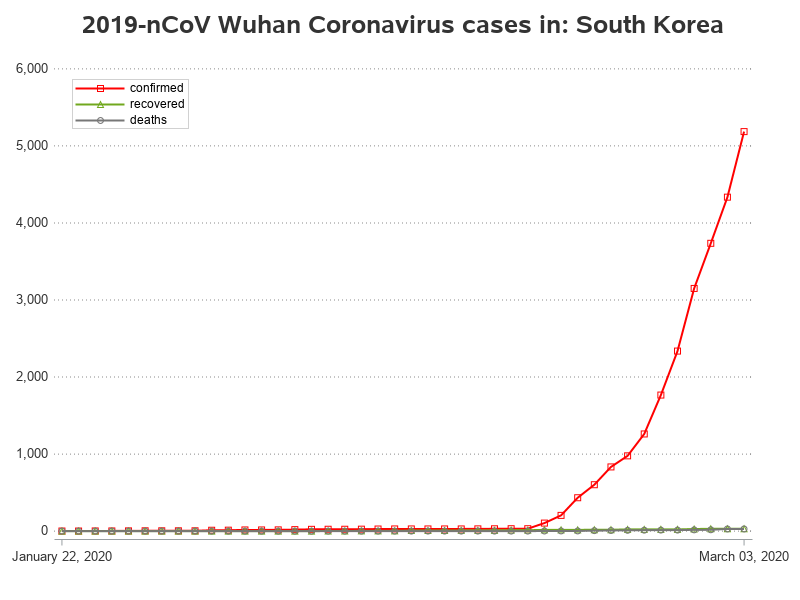 2019-nCoV Wuhan Coronavirus cases in: South Korea
6,000
confirmed
recovered
deaths
5,000
4,000
3,000
2,000
1,000
0
January 22, 2020
March 03, 2020